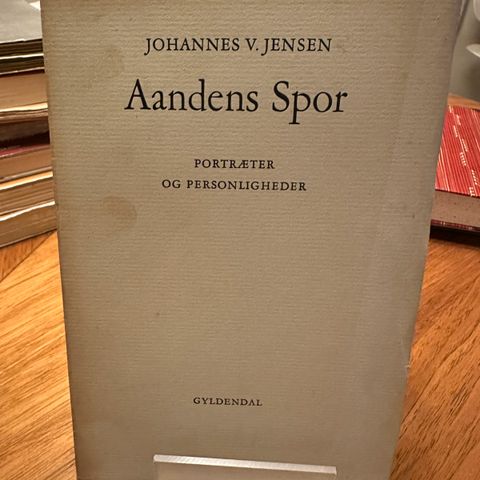 JOHANNES V. JENSEN
Aandens Spor
PORTRÆTER
OG PERSONLIGHEDER
GYLDENDAL